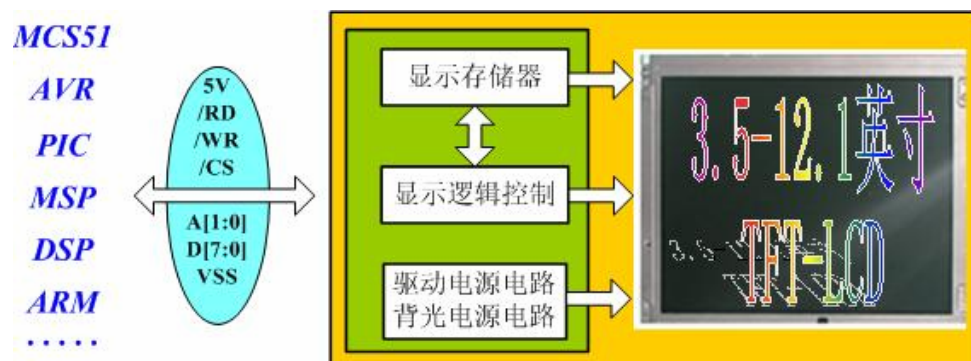 MCS51
AVR
PIC
MSP
DSP
ARM
.....
5V
/RD
/WR
/CS
A[1:0]
D[7:0]
VSS
显示存储器
显示逻辑控制
驱动电源电路
背光电源电路
3.5-12.1英寸
TFT-LCD